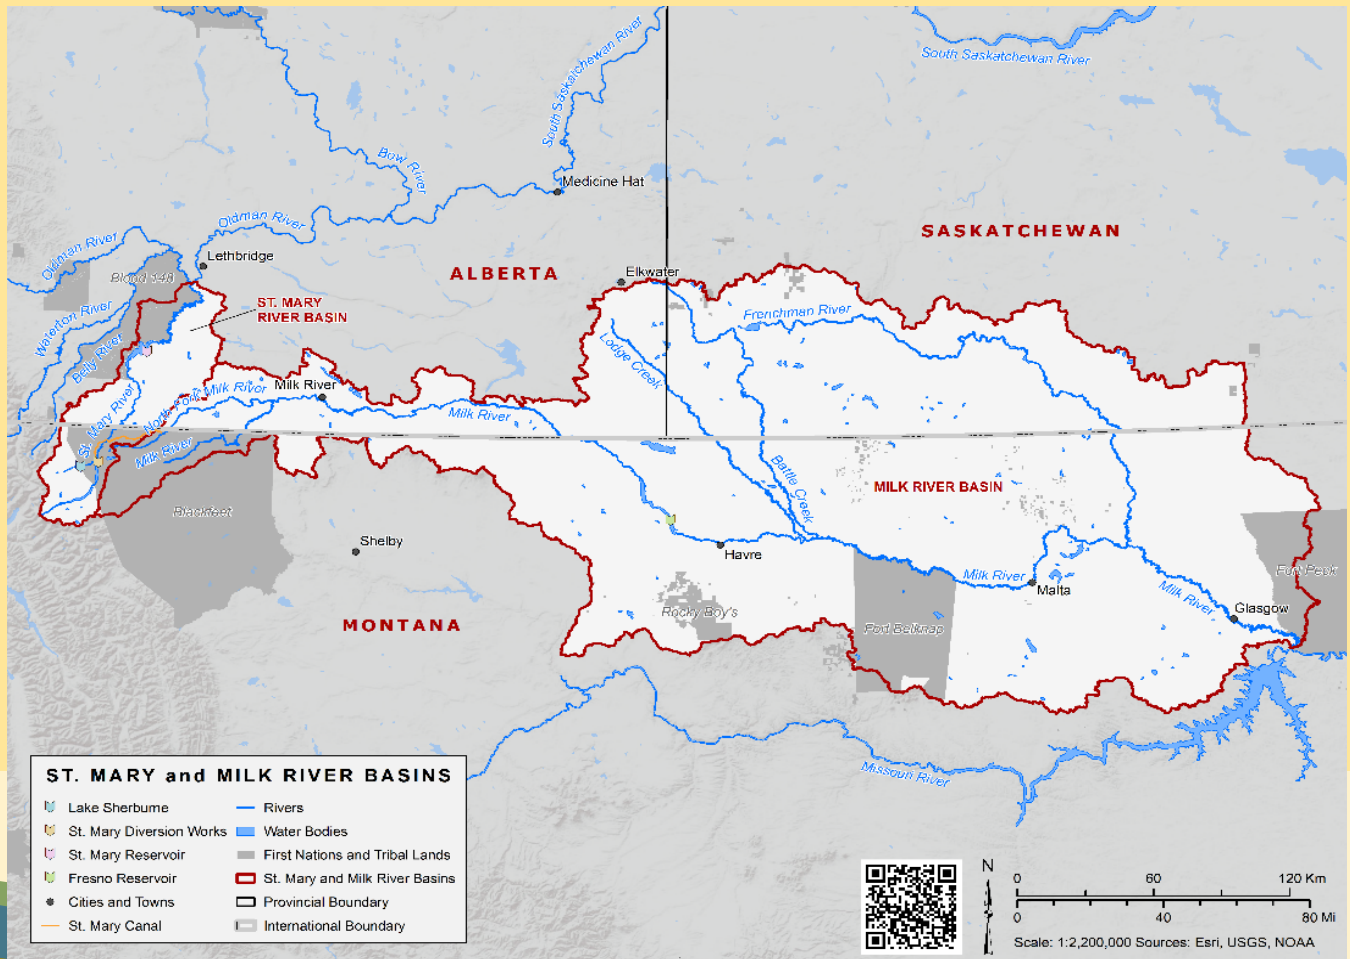 South Saskatchewan River
South Saskatchewan River
Bow River
Medicine Hat
Oldman River
Oldman River
Lethbridge
SASKATCHEWAN
ALBERTA
Elkwater
Blood 148
ST. MARY
RIVER BASIN
Waterton River
Frenchman River
Belly River
Lodge Creek
North Fork Milk River
Milk River
St. Mary River
Milk River
Milk River
Battle Creek
MILK RIVER BASIN
Blackfeet
Shelby
Havre
Milk River
Malta
Fort Peck
Milk River
Glasgow
Rocky Boy's
Fort Belknap
MONTANA
Missouri River
ST. MARY and MILK RIVER BASINS
Lake Sherburne
Rivers
St. Mary Diversion Works
Water Bodies
St. Mary Reservoir
First Nations and Tribal Lands
Fresno Reservoir
St. Mary and Milk River Basins
Cities and Towns
Provincial Boundary
St. Mary Canal
International Boundary
N
0 60 120 Km
0 40 80 Mi
Scale: 1:2,200,000 Sources: Esri, USGS, NOAA